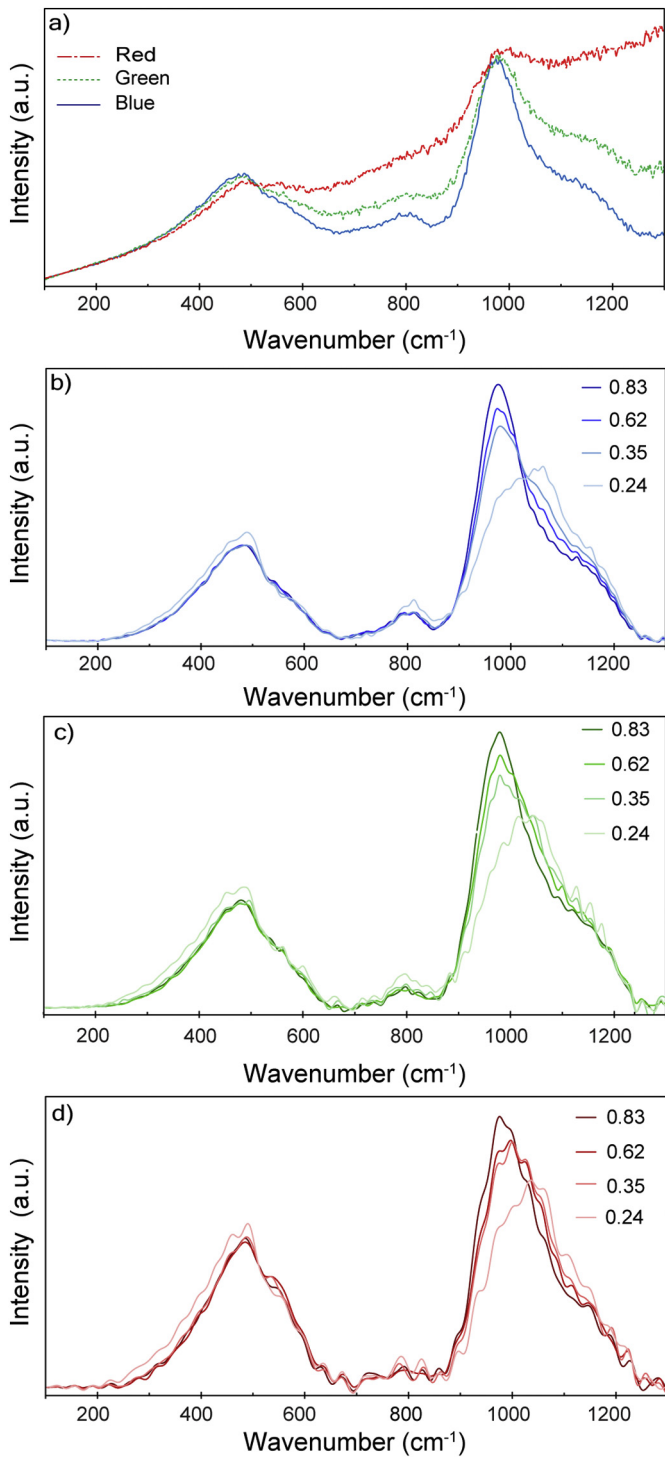 a)
Red
Green
Blue
Intensity (a.u.)
200 400 600 800 1000 1200
Wavenumber (cm⁻¹)
b)
0.83
0.62
0.35
0.24
Intensity (a.u.)
200 400 600 800 1000 1200
Wavenumber (cm⁻¹)
c)
0.83
0.62
0.35
0.24
Intensity (a.u.)
200 400 600 800 1000 1200
Wavenumber (cm⁻¹)
d)
0.83
0.62
0.35
0.24
Intensity (a.u.)
200 400 600 800 1000 1200
Wavenumber (cm⁻¹)